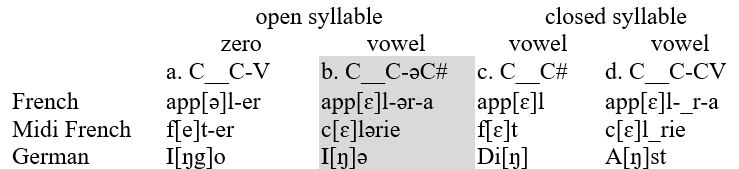 open syllable closed syllable
zero vowel vowel vowel
a. C__C-V b. C__C-əC# c. C__C# d. C__C-CV
French app[ə]l-er app[ɛ]l-ər-a app[ɛ]l app[ɛ]l-_r-a
Midi French f[e]t-er c[ɛ]lərie f[ɛ]t c[ɛ]l_rie
German I[ŋg]o I[ŋ]ə Di[ŋ] A[ŋ]st